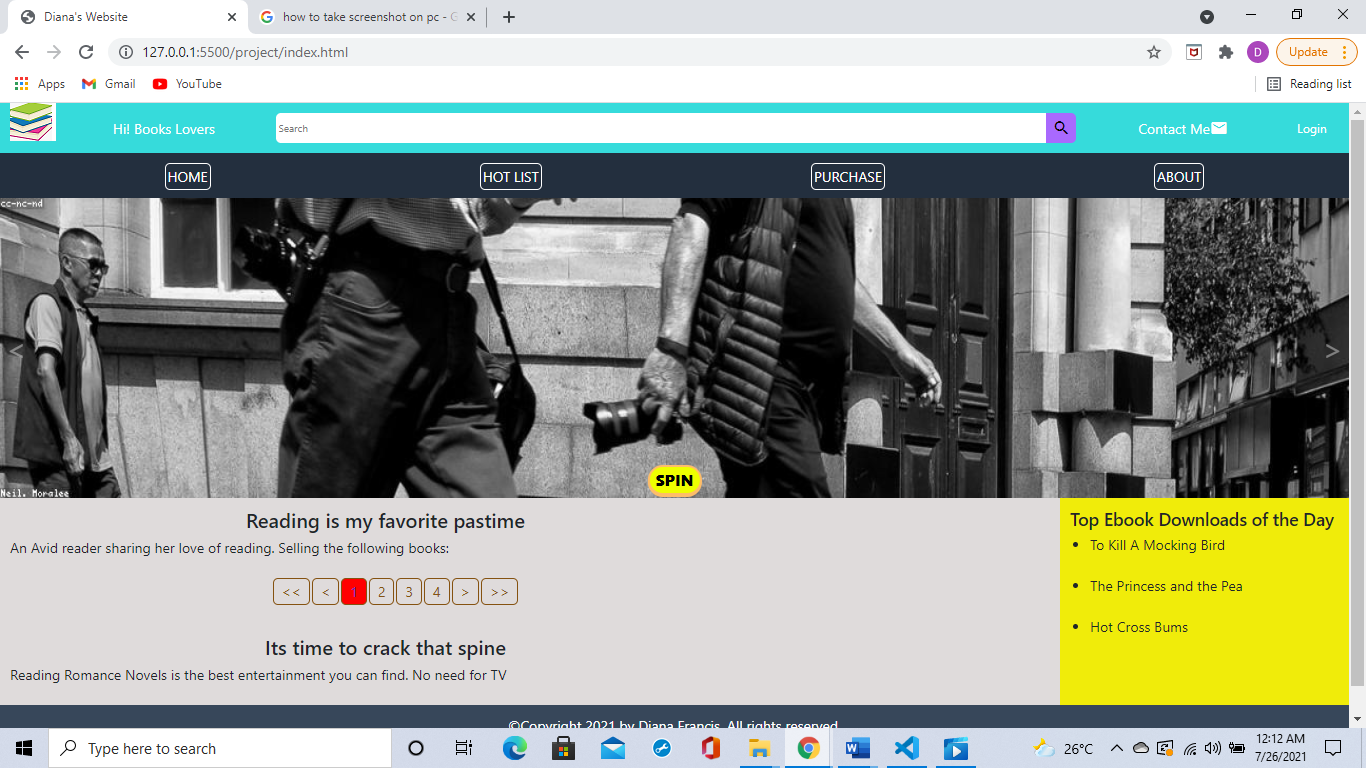 Diana's Website
how to take screenshot on pc - G
127.0.0.1:5500/project/index.html
Update
Apps
Gmail
YouTube
Reading list
Hi! Books Lovers
Search
Contact Me
Login
HOME
HOT LIST
PURCHASE
ABOUT
cc-nc-nd
<
>
SPIN
Neil. Moralee
Reading is my favorite pastime
An Avid reader sharing her love of reading. Selling the following books:
<< < 1 2 3 4 > >>
Its time to crack that spine
Reading Romance Novels is the best entertainment you can find. No need for TV
Top Ebook Downloads of the Day
To Kill A Mocking Bird
The Princess and the Pea
Hot Cross Bums
©Copyright 2021 by Diana Francis. All rights reserved
Type here to search
26°C
12:12 AM
7/26/2021